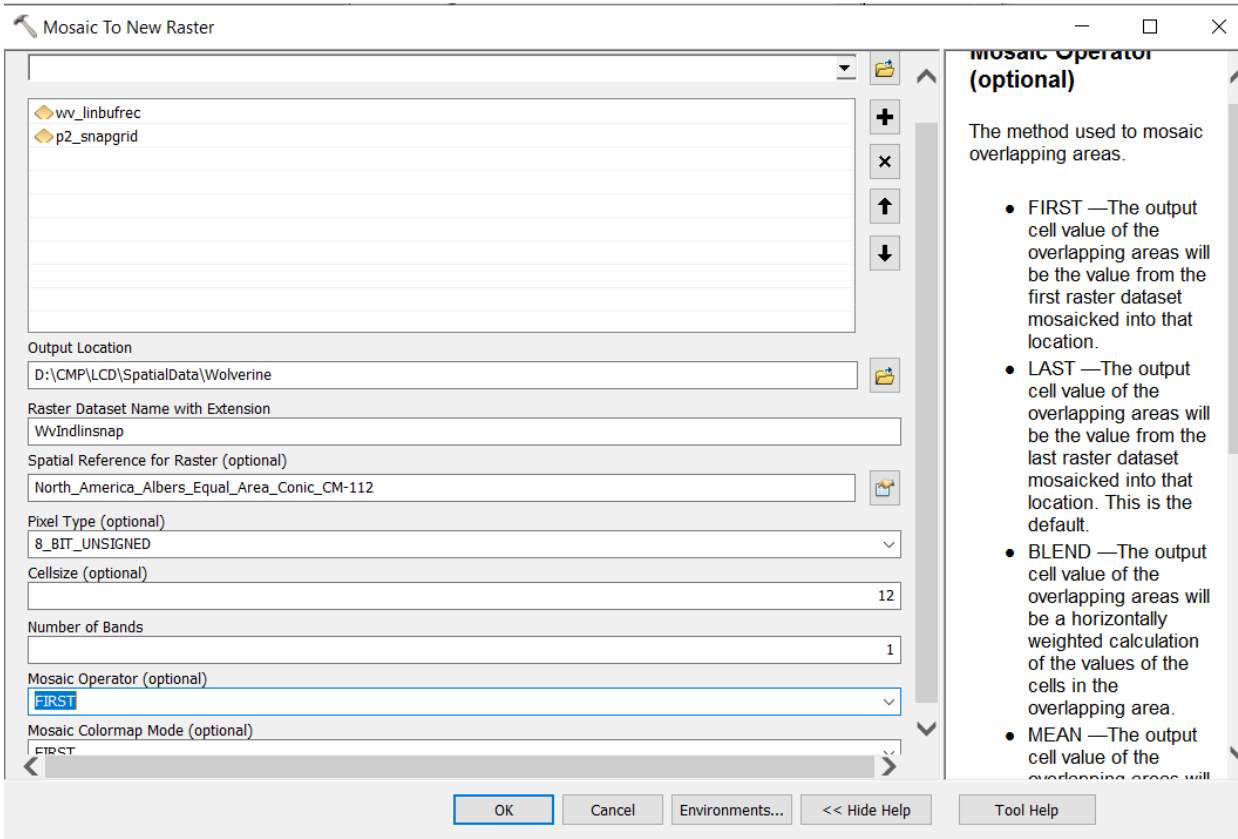 Mosaic To New Raster
wv_linbufrec
p2_snapgrid
Output Location
D:\CMP\LCD\SpatialData\Wolverine
Raster Dataset Name with Extension
WvIndlinsnap
Spatial Reference for Raster (optional)
North_America_Albers_Equal_Area_Conic_CM-112
Pixel Type (optional)
8_BIT_UNSIGNED
Cellsize (optional)
12
Number of Bands
1
Mosaic Operator (optional)
FIRST
Mosaic Colormap Mode (optional)
FIRST
OK
Cancel
Environments...
<< Hide Help
Tool Help
Mosaic Operator
(optional)
The method used to mosaic
overlapping areas.
● FIRST —The output
cell value of the
overlapping areas will
be the value from the
first raster dataset
mosaicked into that
location.
● LAST —The output
cell value of the
overlapping areas will
be the value from the
last raster dataset
mosaicked into that
location. This is the
default.
● BLEND —The output
cell value of the
overlapping areas will
be a horizontally
weighted calculation
of the values of the
cells in the
overlapping area.
● MEAN —The output
cell value of the
overlapping areas will